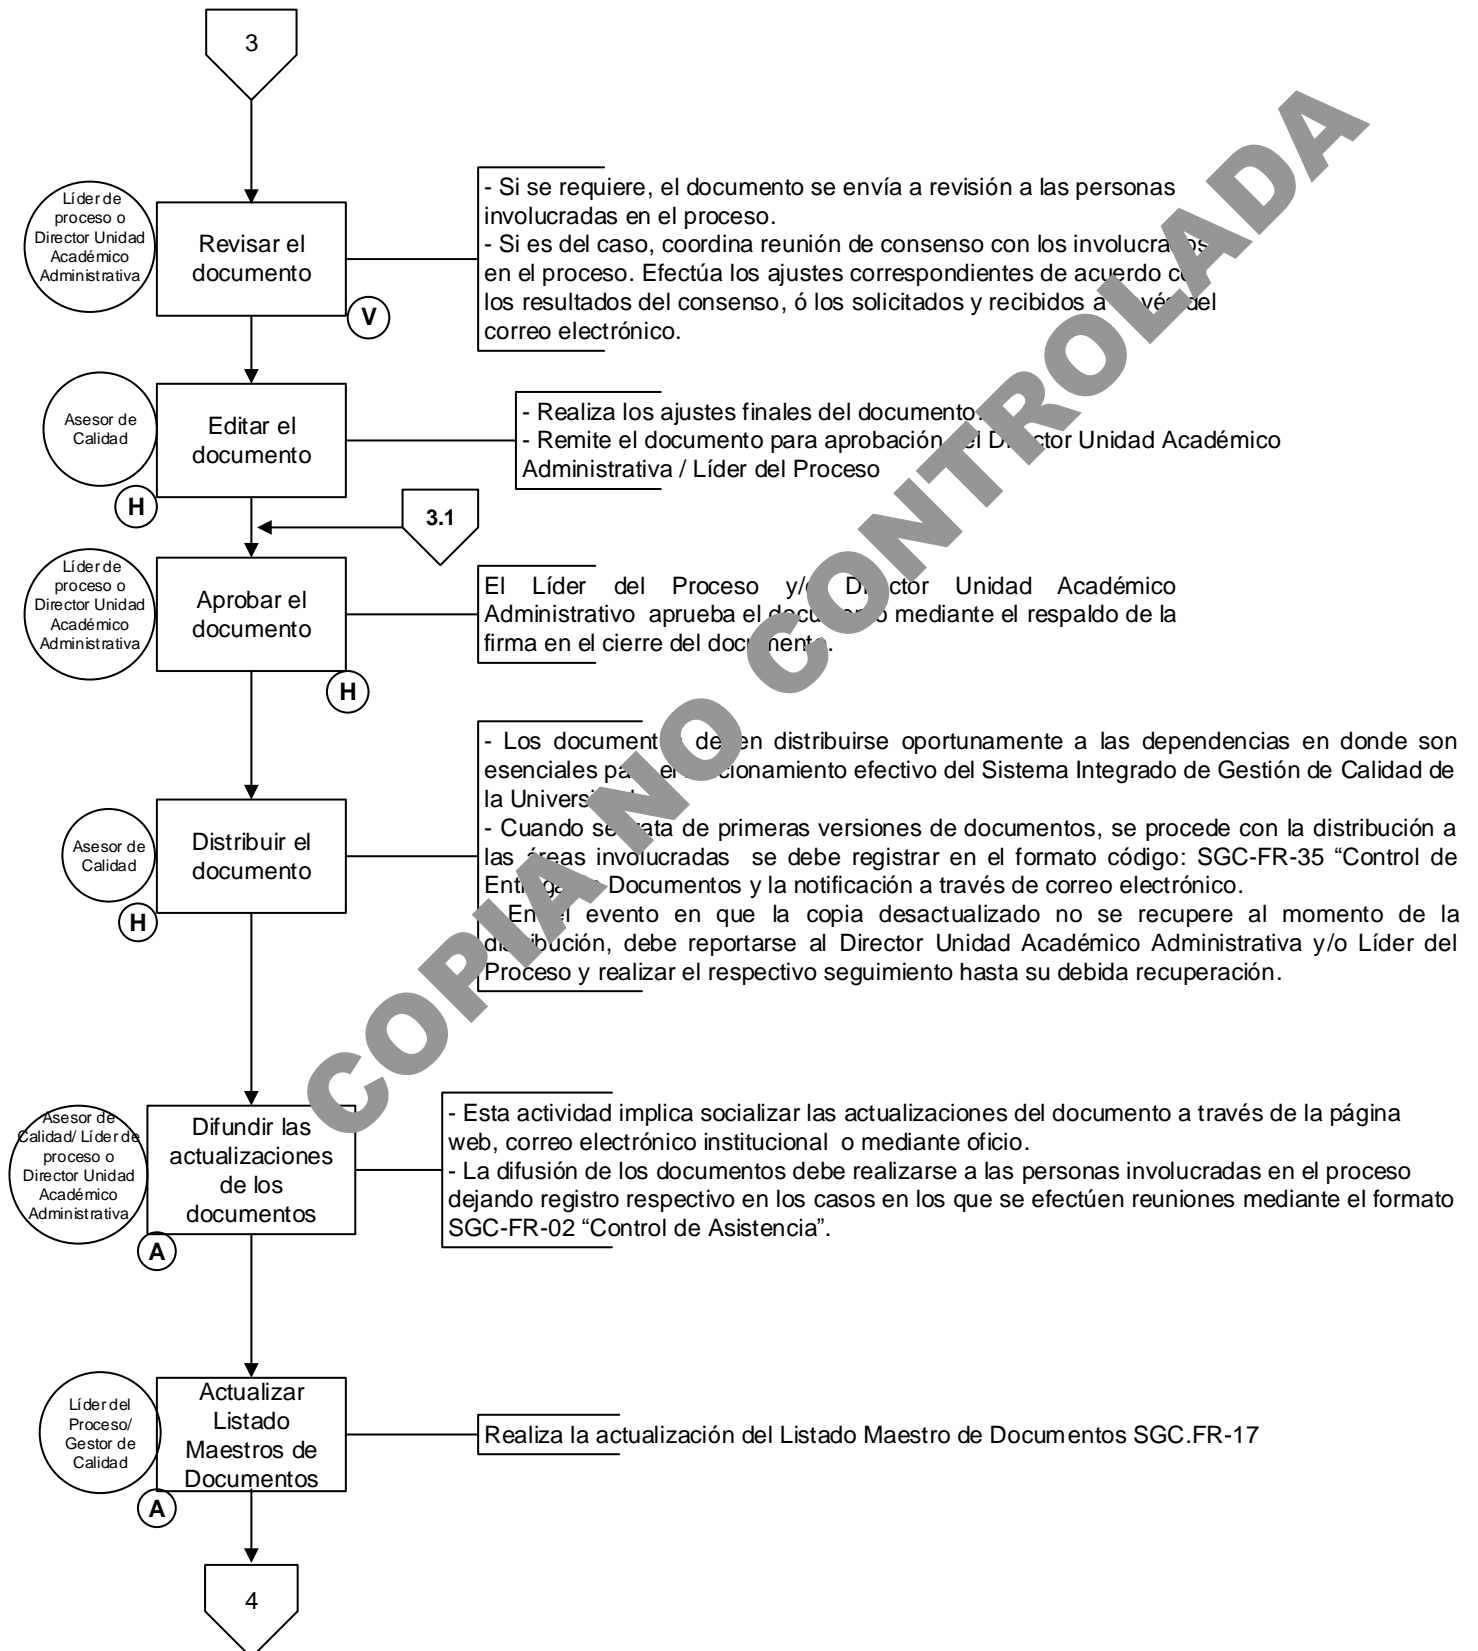 3
Líder de
proceso o
Director Unidad
Académico
Administrativa
Revisar el
documento
V
- Si se requiere, el documento se envía a revisión a las personas
involucradas en el proceso.
- Si es del caso, coordina reunión de consenso con los involucrados
en el proceso. Efectúa los ajustes correspondientes de acuerdo con
los resultados del consenso, ó los solicitados y recibidos a través del
correo electrónico.
Asesor de
Calidad
Editar el
documento
H
- Realiza los ajustes finales del documento.
- Remite el documento para aprobación del Director Unidad Académico
Administrativa / Líder del Proceso
3.1
Líder de
proceso o
Director Unidad
Académico
Administrativa
Aprobar el
documento
H
El Líder del Proceso y/o Director Unidad Académico
Administrativo aprueba el documento mediante el respaldo de la
firma en el cierre del documento.
- Los documentos deben distribuirse oportunamente a las dependencias en donde son
esenciales para el funcionamiento efectivo del Sistema Integrado de Gestión de Calidad de
la Universidad.
- Cuando se trata de primeras versiones de documentos, se procede con la distribución a
las áreas involucradas se debe registrar en el formato código: SGC-FR-35 “Control de
Entrega de Documentos y la notificación a través de correo electrónico.
En el evento en que la copia desactualizado no se recupere al momento de la
distribución, debe reportarse al Director Unidad Académico Administrativa y/o Líder del
Proceso y realizar el respectivo seguimiento hasta su debida recuperación.
Asesor de
Calidad
Distribuir el
documento
H
Asesor de
Calidad/ Líder de
proceso o
Director Unidad
Académico
Administrativa
Difundir las
actualizaciones
de los
documentos
A
- Esta actividad implica socializar las actualizaciones del documento a través de la página
web, correo electrónico institucional o mediante oficio.
- La difusión de los documentos debe realizarse a las personas involucradas en el proceso
dejando registro respectivo en los casos en los que se efectúen reuniones mediante el formato
SGC-FR-02 “Control de Asistencia”.
Líder del
Proceso/
Gestor de
Calidad
Actualizar
Listado
Maestros de
Documentos
A
Realiza la actualización del Listado Maestro de Documentos SGC.FR-17
4
COPIA NO CONTROLADA